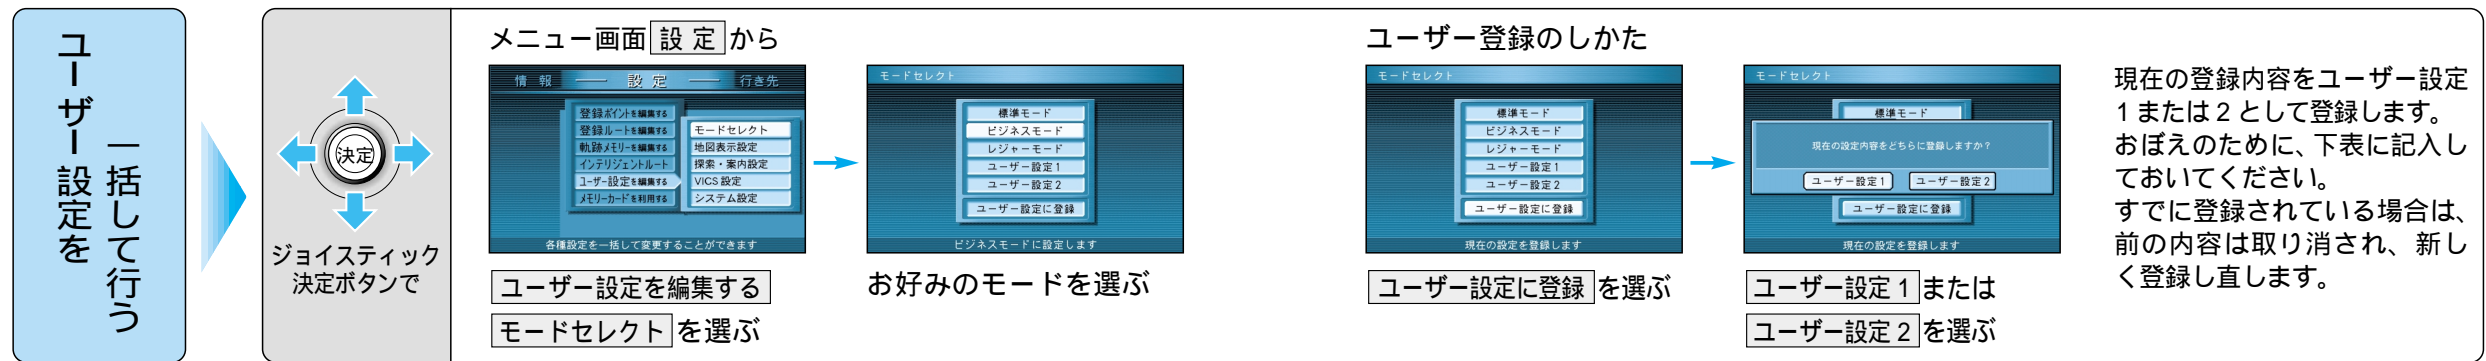 ユーザー設定を
一括して行う
決定
ジョイスティック
決定ボタンで
メニュー画面 設定 から
情報 設定 行き先
登録ポイントを編集する
登録ルートを編集する
軌跡メモリーを編集する
インテリジェントルート
ユーザー設定を編集する
メモリーカードを利用する
モードセレクト
地図表示設定
探索・案内設定
VICS 設定
システム設定
各種設定を一括して変更することができます
ユーザー設定を編集する
モードセレクト を選ぶ
モードセレクト
標準モード
ビジネスモード
レジャーモード
ユーザー設定1
ユーザー設定2
ユーザー設定に登録
ビジネスモードに設定します
お好みのモードを選ぶ
ユーザー登録のしかた
モードセレクト
標準モード
ビジネスモード
レジャーモード
ユーザー設定1
ユーザー設定2
ユーザー設定に登録
現在の設定を登録します
ユーザー設定に登録 を選ぶ
モードセレクト
標準モード
現在の設定内容をどちらに登録しますか?
ユーザー設定1 ユーザー設定2
ユーザー設定に登録
現在の設定を登録します
ユーザー設定1 または
ユーザー設定2 を選ぶ
現在の登録内容をユーザー設定
1または2として登録します。
おぼえのために、下表に記入し
ておいてください。
すでに登録されている場合は、
前の内容は取り消され、新し
く登録し直します。